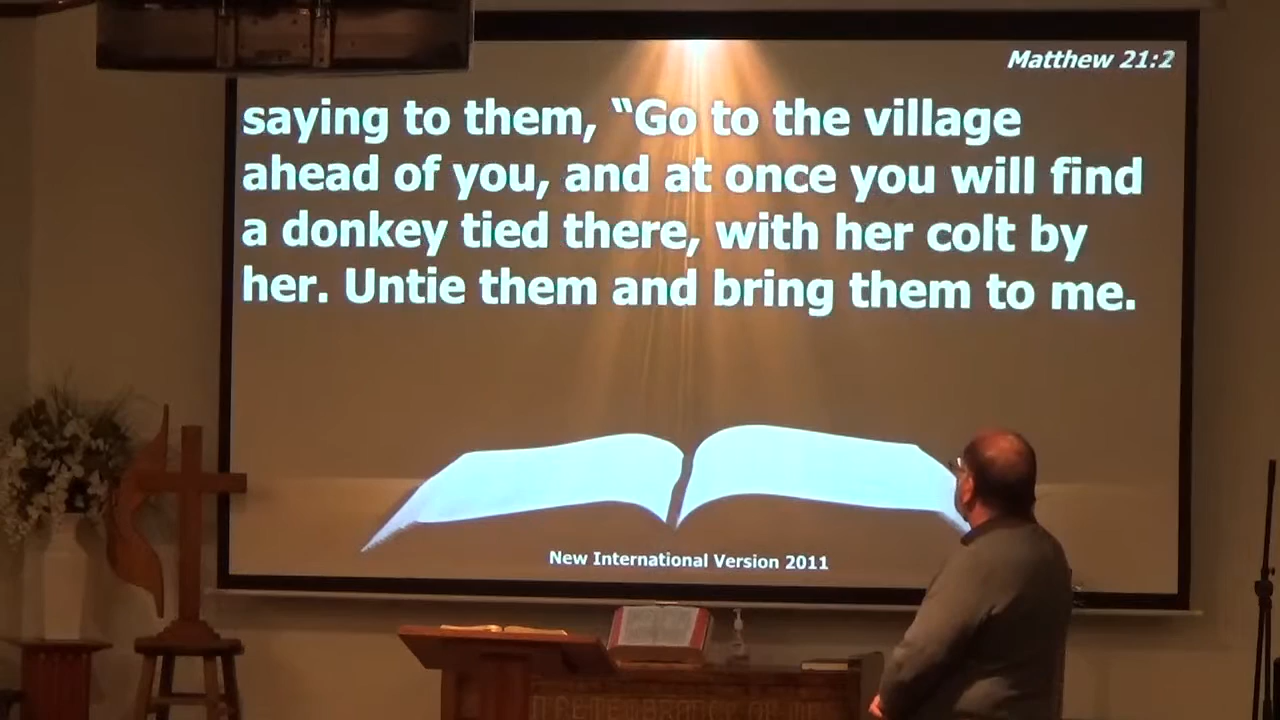 Matthew 21:2
saying to them, “Go to the village
ahead of you, and at once you will find
a donkey tied there, with her colt by
her. Untie them and bring them to me.
New International Version 2011